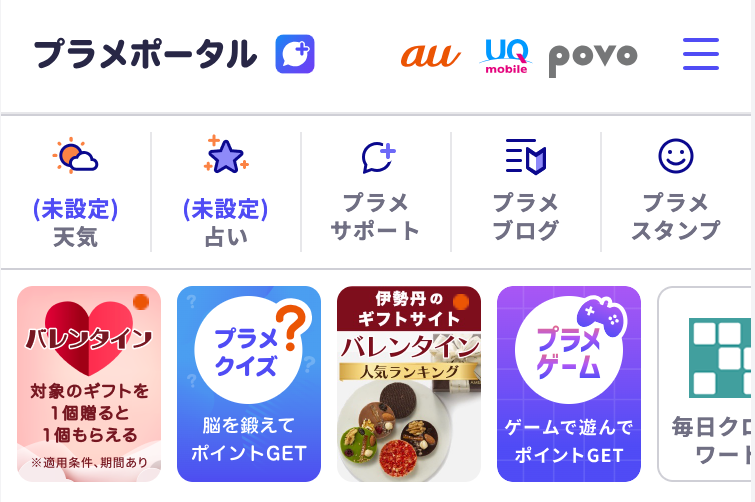 プラメポータル
au
UQ
mobile
povo
(未設定)
天気
(未設定)
占い
プラメ
サポート
プラメ
ブログ
プラメ
スタンプ
バレンタイン
対象のギフトを
1個贈ると
1個もらえる
※適用条件、期間あり
プラメ
クイズ
?
脳を鍛えて
ポイントGET
伊勢丹の
ギフトサイト
バレンタイン
人気ランキング
プラメ
ゲーム
ゲームで遊んで
ポイントGET
毎日クロ
ワート